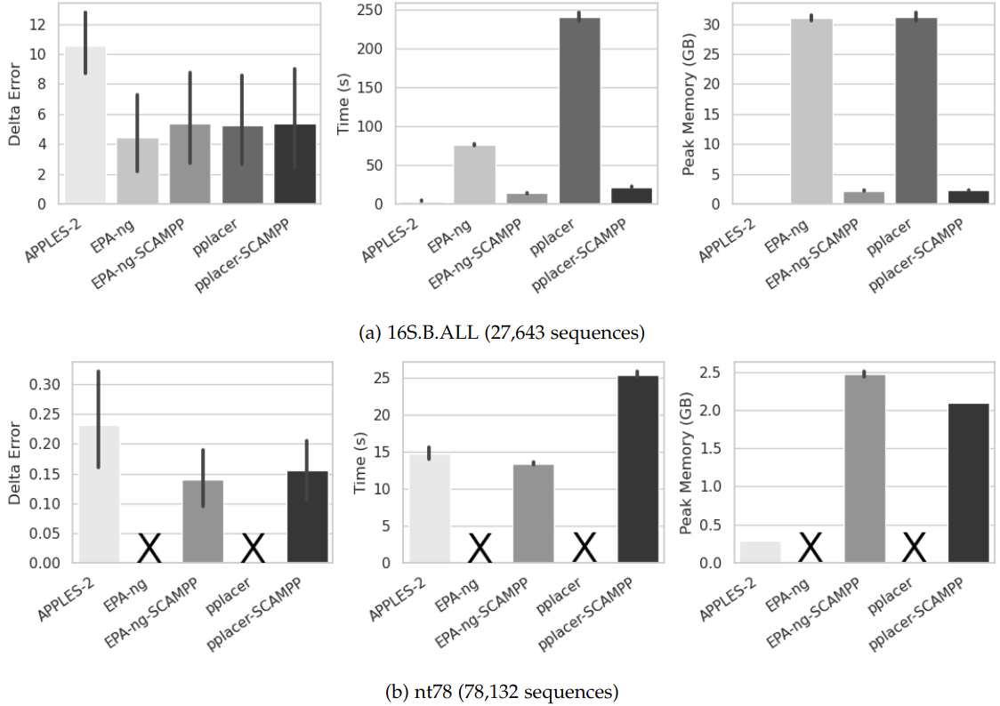 Delta Error
12
10
8
6
4
2
0
APPLES-2
EPA-ng
EPA-ng-SCAMPP
pplacer
pplacer-SCAMPP
Time (s)
250
200
150
100
50
0
APPLES-2
EPA-ng
EPA-ng-SCAMPP
pplacer
pplacer-SCAMPP
Peak Memory (GB)
30
25
20
15
10
5
0
APPLES-2
EPA-ng
EPA-ng-SCAMPP
pplacer
pplacer-SCAMPP
(a) 16S.B.ALL (27,643 sequences)
Delta Error
0.30
0.25
0.20
0.15
0.10
0.05
0.00
X
X
APPLES-2
EPA-ng
EPA-ng-SCAMPP
pplacer
pplacer-SCAMPP
Time (s)
25
20
15
10
5
0
X
X
APPLES-2
EPA-ng
EPA-ng-SCAMPP
pplacer
pplacer-SCAMPP
Peak Memory (GB)
2.5
2.0
1.5
1.0
0.5
0.0
X
X
APPLES-2
EPA-ng
EPA-ng-SCAMPP
pplacer
pplacer-SCAMPP
(b) nt78 (78,132 sequences)